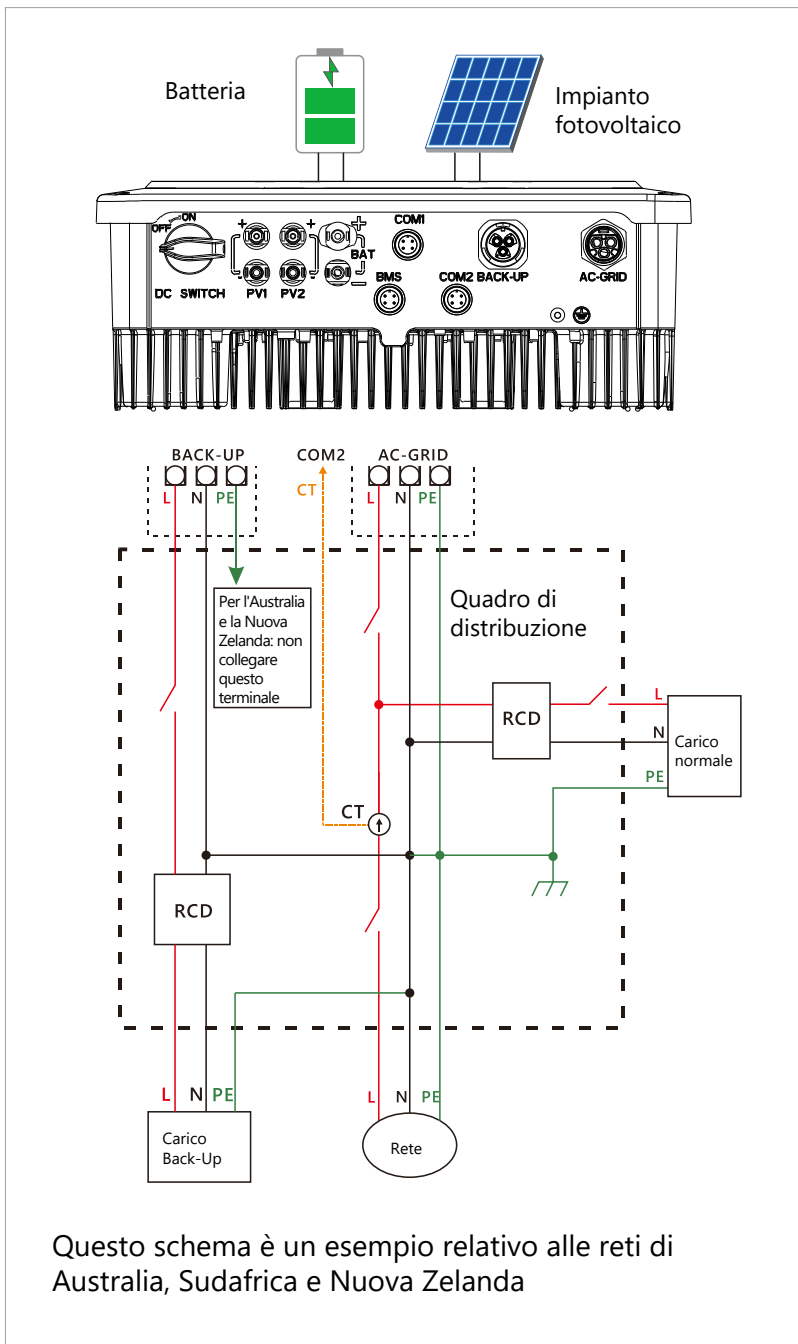 Batteria
Impianto
fotovoltaico
OFF ON
DC SWITCH
+
-
PV1
PV2
+
-
+
BAT
-
COM1
BMS
COM2
BACK-UP
AC-GRID
BACK-UP
COM2
AC-GRID
L
N
PE
CT
L
N
PE
Per l'Australia
e la Nuova
Zelanda: non
collegare
questo
terminale
Quadro di
distribuzione
RCD
L
N
PE
Carico
normale
CT
RCD
L
N
PE
L
N
PE
Carico
Back-Up
Rete
Questo schema è un esempio relativo alle reti di
Australia, Sudafrica e Nuova Zelanda